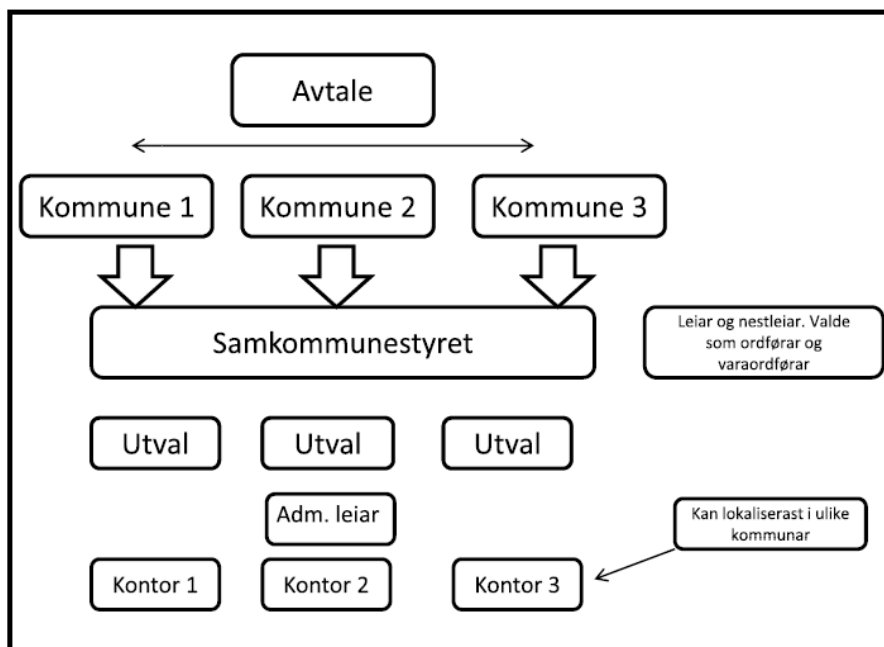 Avtale
Kommune 1
Kommune 2
Kommune 3
Samkommunestyret
Leiar og nestleiar. Valde
som ordførar og
varaordførar
Utval
Utval
Utval
Adm. leiar
Kan lokaliserast i ulike
kommunar
Kontor 1
Kontor 2
Kontor 3